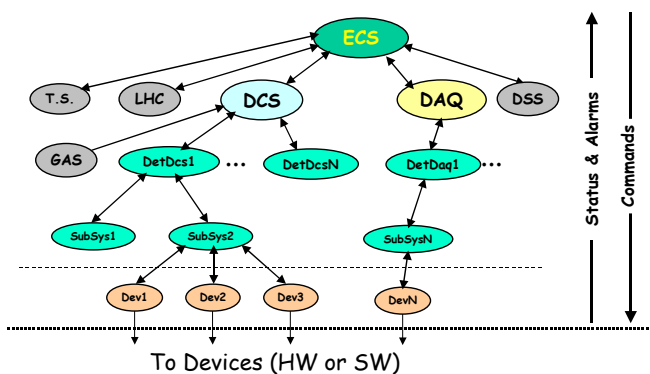 ECS
T.S.
LHC
DCS
DAQ
DSS
GAS
DetDcs1
...
DetDcsN
DetDaq1
...
SubSys1
SubSys2
SubSysN
Dev1
Dev2
Dev3
DevN
To Devices (HW or SW)
Status & Alarms
Commands